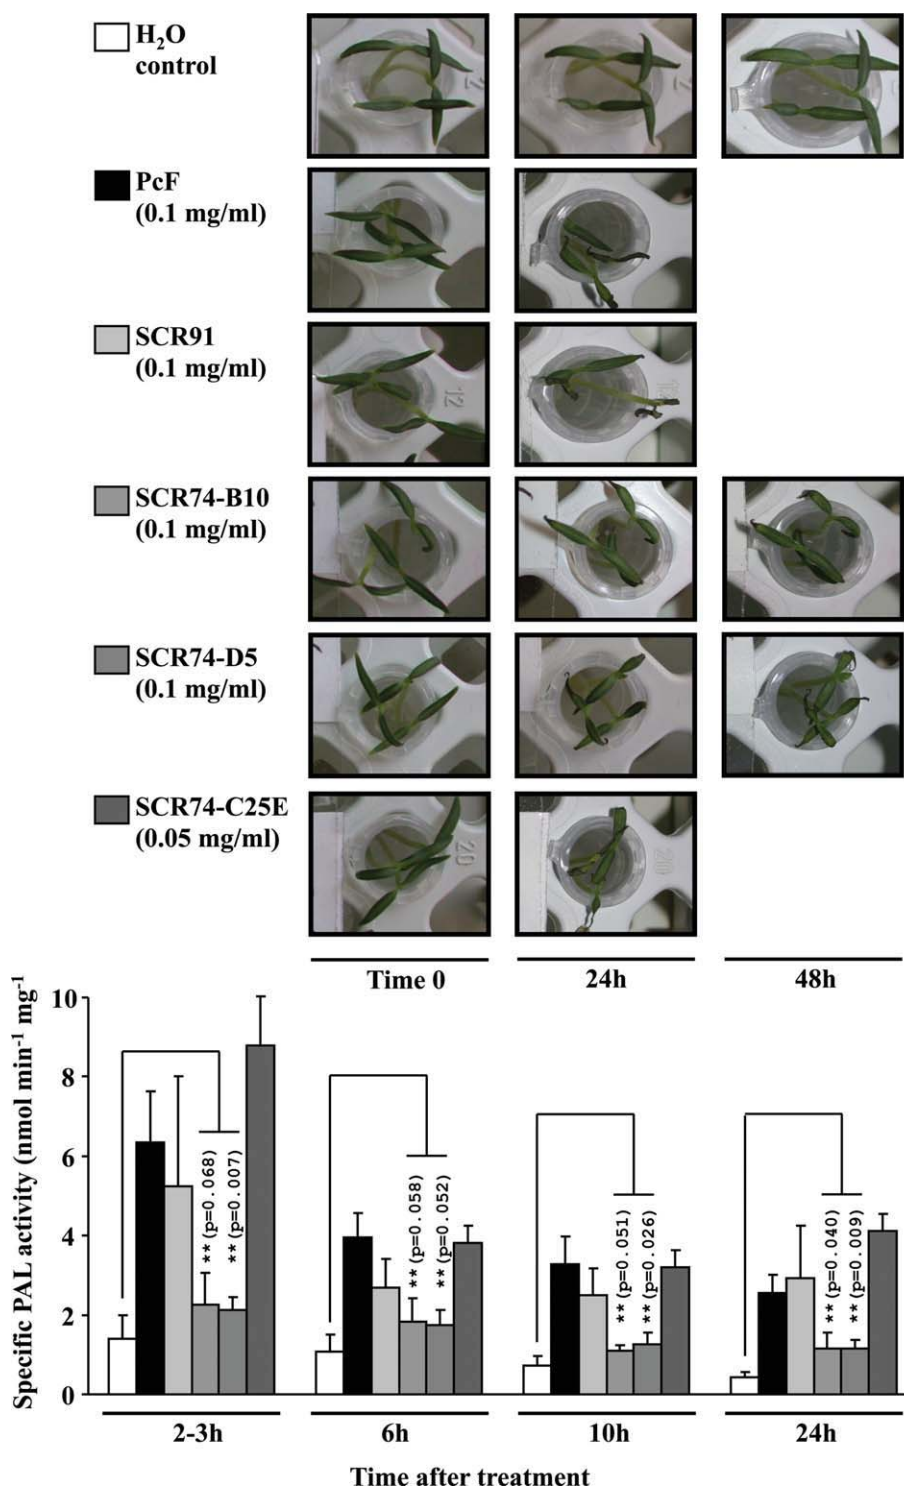 H₂O
control
PcF
(0.1 mg/ml)
SCR91
(0.1 mg/ml)
12
SCR74-B10
(0.1 mg/ml)
SCR74-D5
(0.1 mg/ml)
SCR74-C25E
(0.05 mg/ml)
20
20
Time 0 24h 48h
Specific PAL activity (nmol min⁻¹ mg⁻¹)
10
8
6
4
2
0
**(p=0.068)
**(p=0.007)
**(p=0.058)
**(p=0.052)
**(p=0.051)
**(p=0.026)
**(p=0.040)
**(p=0.009)
2-3h 6h 10h 24h
Time after treatment